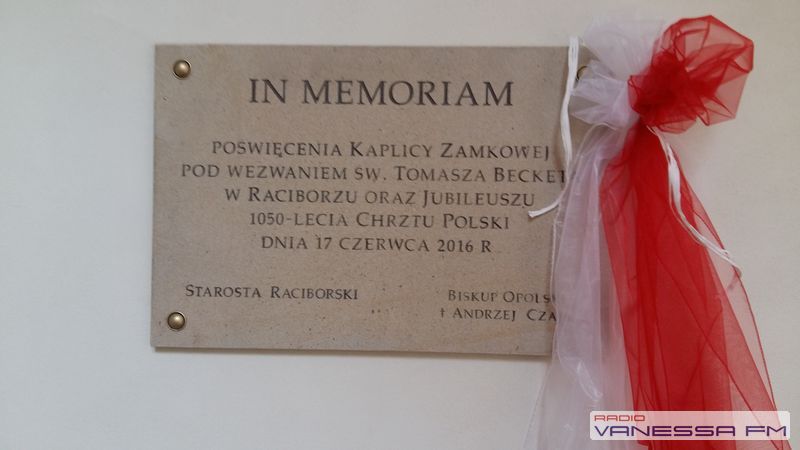 IN MEMORIAM
POŚWIĘCENIA KAPLICY ZAMKOWEJ
POD WEZWANIEM ŚW. TOMASZA
W RACIBORZU ORAZ JUBILEUSZU
1050-LECIA CHRZTU POLSKI
DNIA 17 CZERWCA 2016 R
STAROSTA RACIBORSKI
BISKUP
† ANDRZEJ
RADIO
VANESSA FM